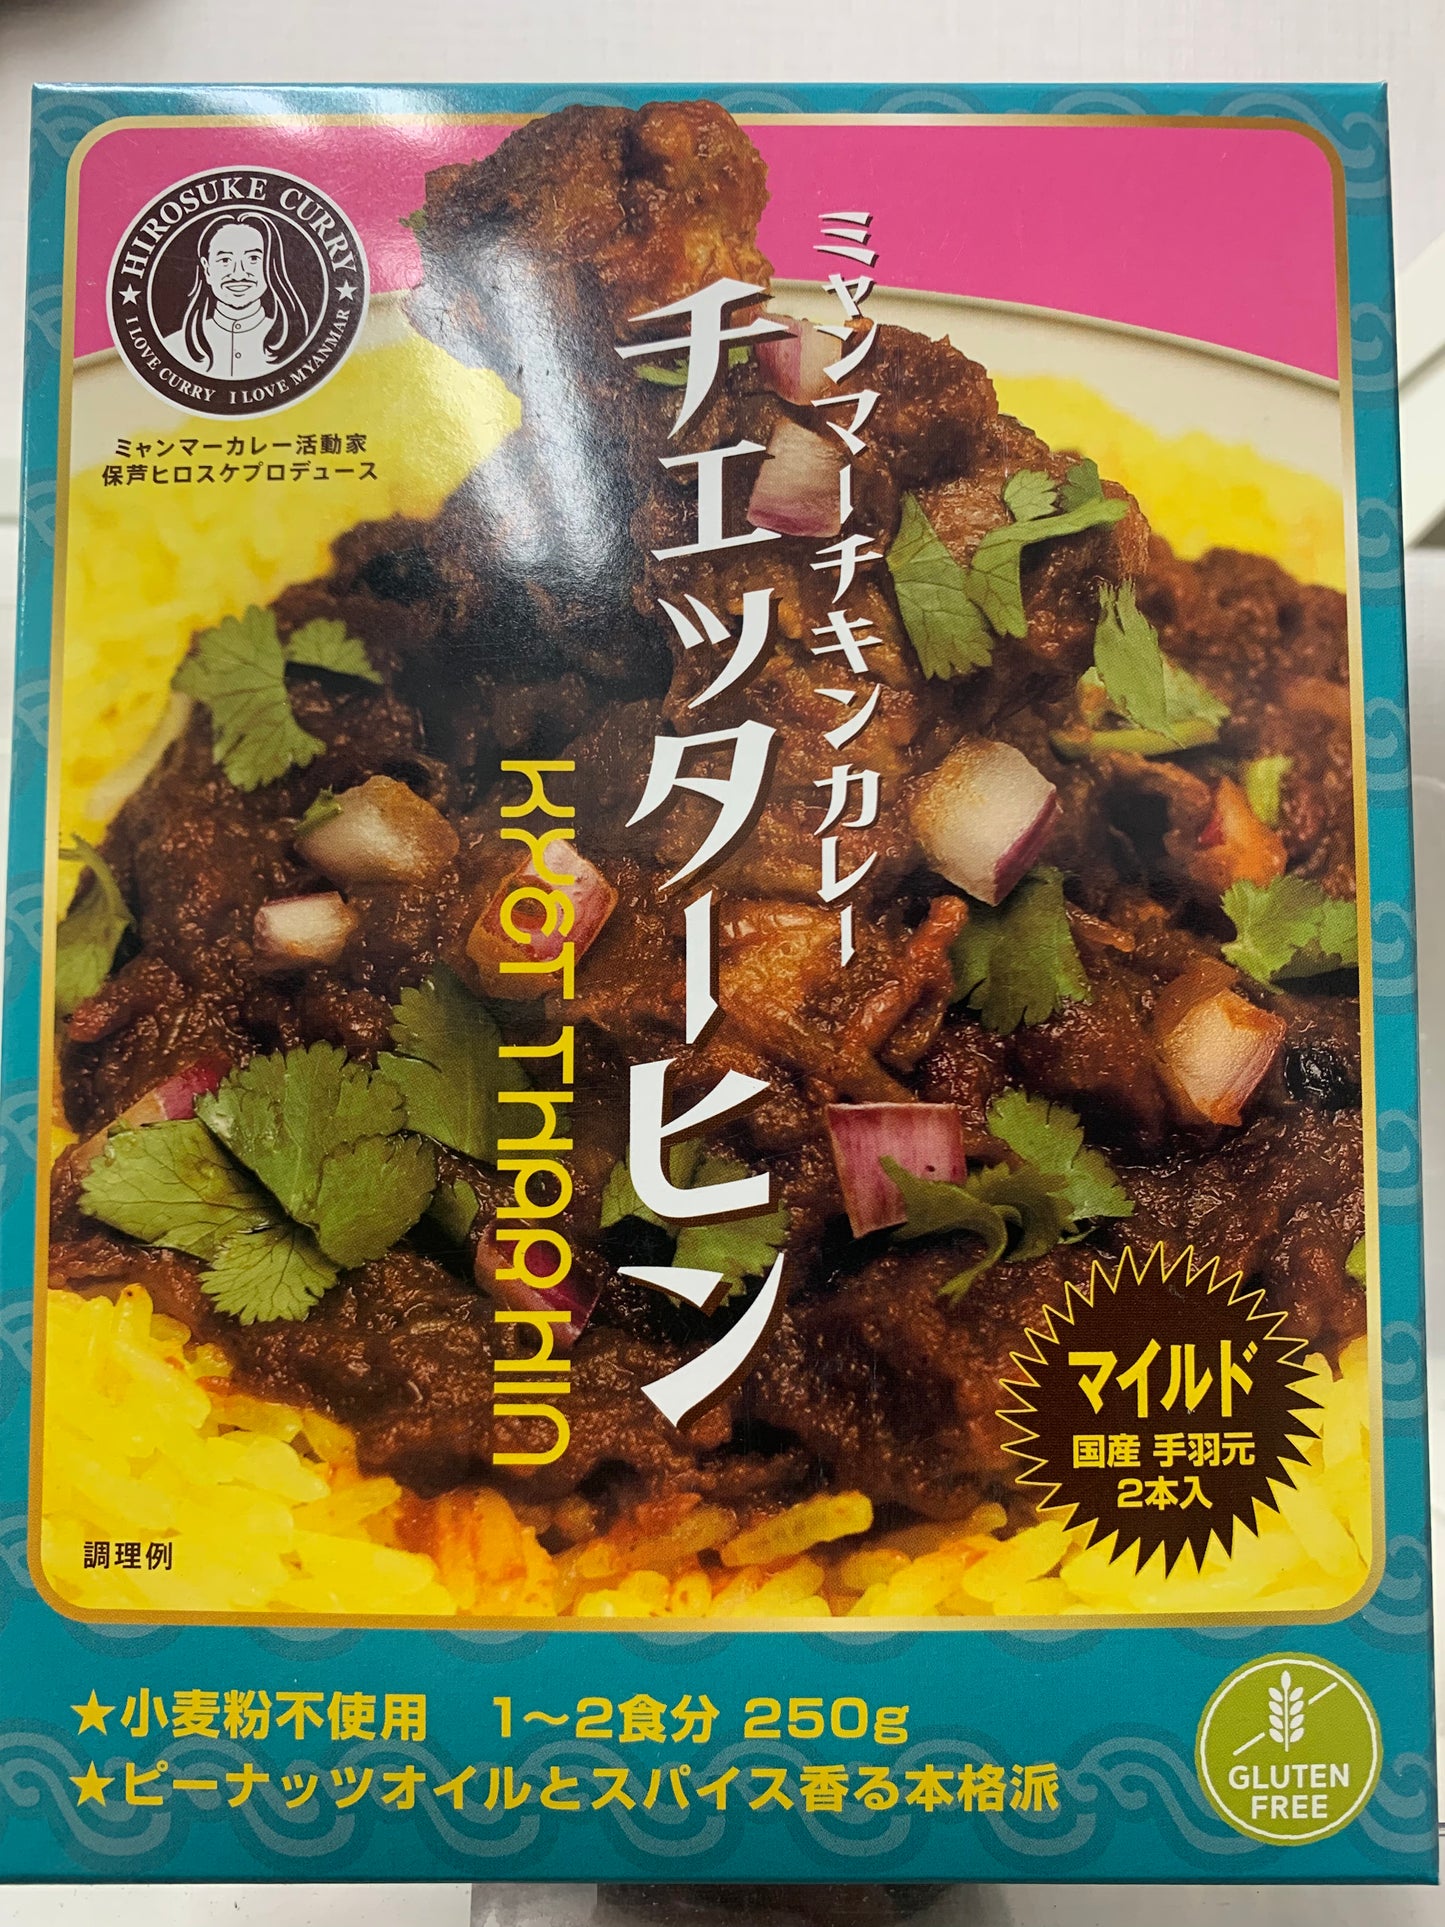 HIROSUKE CURRY
★ I LOVE CURRY I LOVE MYANMAR ★
ミャンマーカレー活動家
保芦ヒロスケプロデュース
ミャンマーチキンカレー
チェッターヒン
KYET THAR HIN
マイルド
国産 手羽元
2本入
調理例
★小麦粉不使用 1〜2食分 250g
★ピーナッツオイルとスパイス香る本格派
GLUTEN
FREE